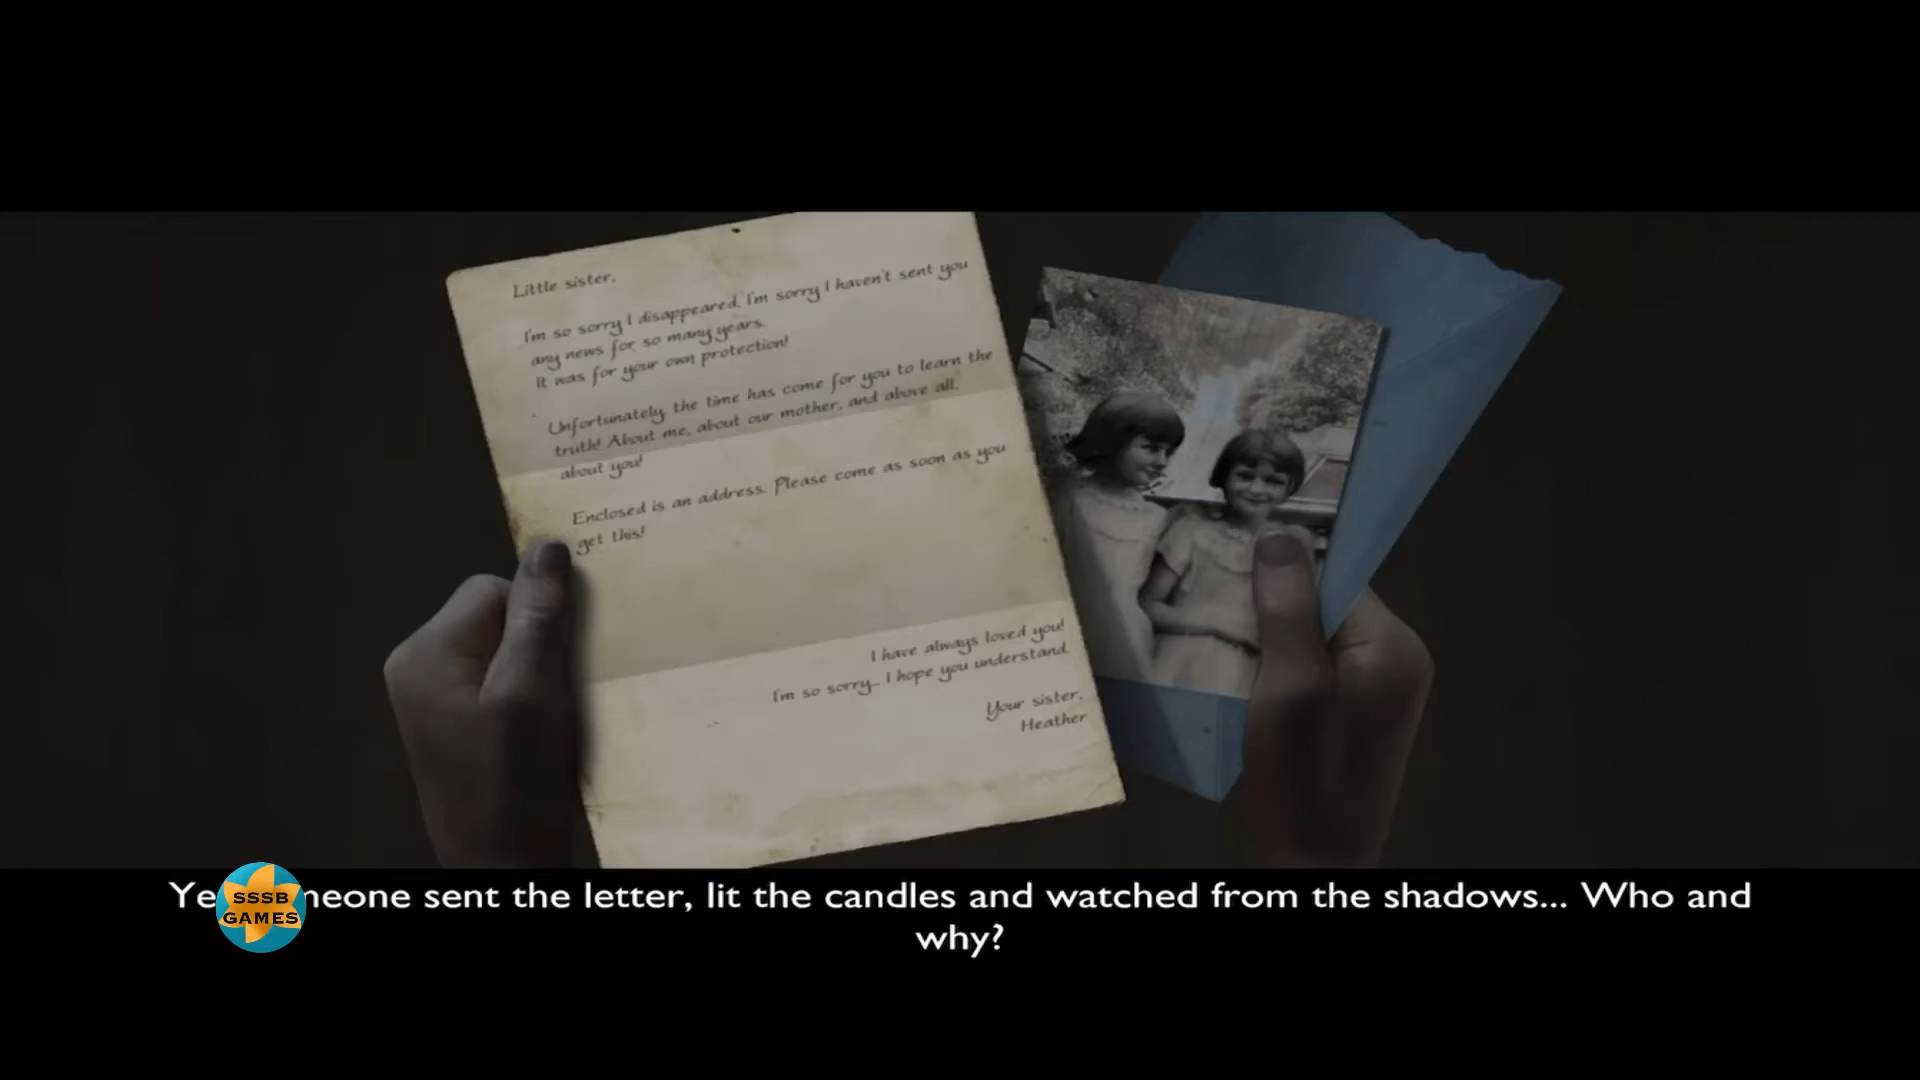 Little sister,
I'm so sorry I disappeared. I'm sorry I haven't sent you
any news for so many years.
It was for your own protection!
Unfortunately, the time has come for you to learn the
truth! About me, about our mother, and above all,
about you!
Enclosed is an address. Please come as soon as you
get this!
I have always loved you!
I'm so sorry... I hope you understand.
Your sister,
Heather
SSSB
GAMES
sent the letter, lit the candles and watched from the shadows... Who and
why?